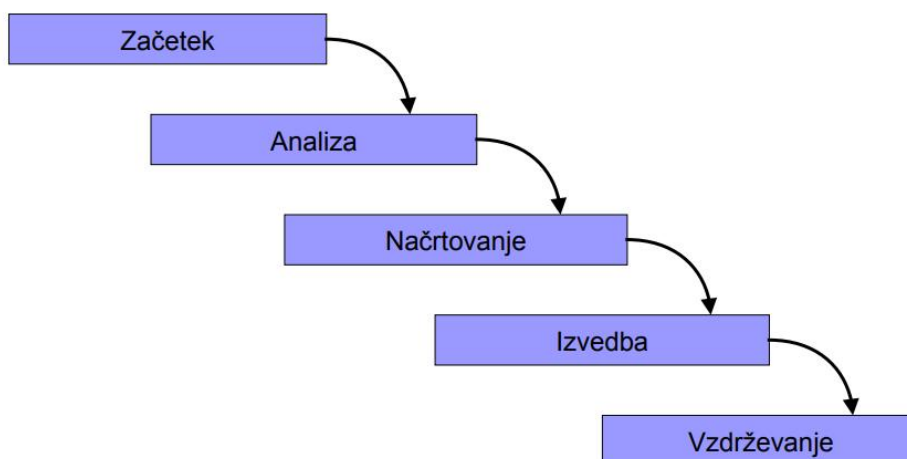 Začetek
Analiza
Načrtovanje
Izvedba
Vzdrževanje